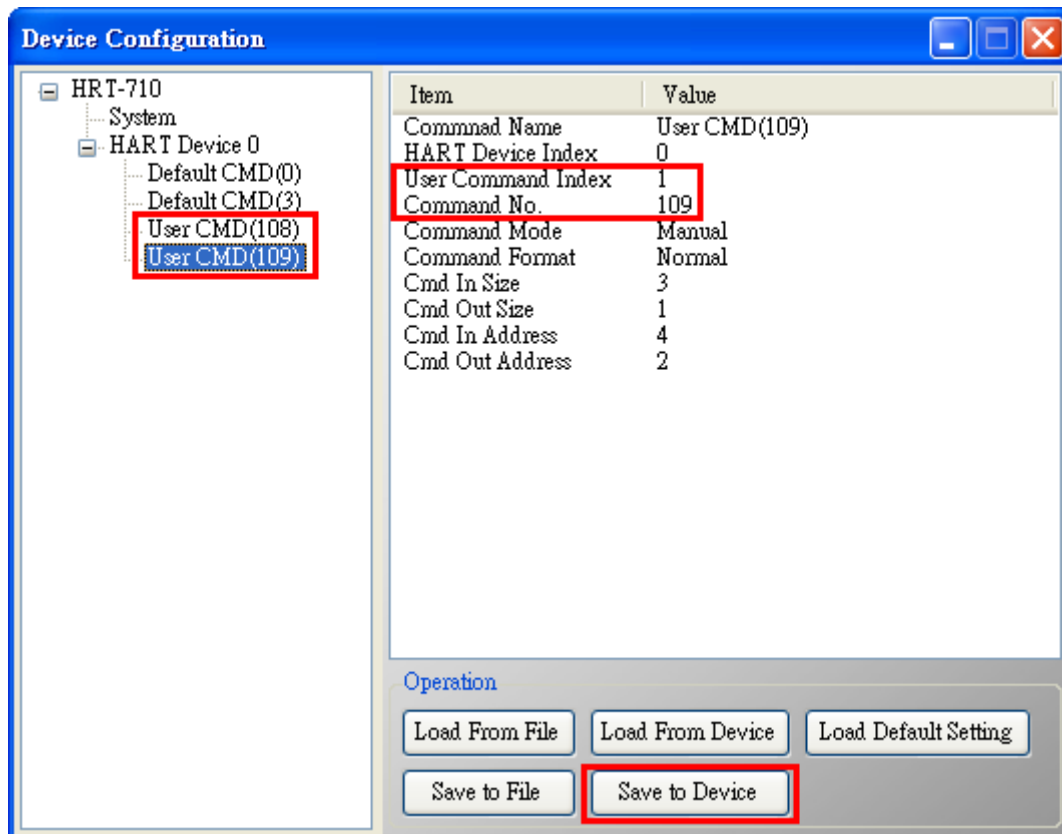 Device Configuration
HRT-710
System
HART Device 0
Default CMD(0)
Default CMD(3)
User CMD(108)
User CMD(109)
Item Value
Commnad Name User CMD(109)
HART Device Index 0
User Command Index 1
Command No. 109
Command Mode Manual
Command Format Normal
Cmd In Size 3
Cmd Out Size 1
Cmd In Address 4
Cmd Out Address 2
Operation
Load From File Load From Device Load Default Setting
Save to File Save to Device